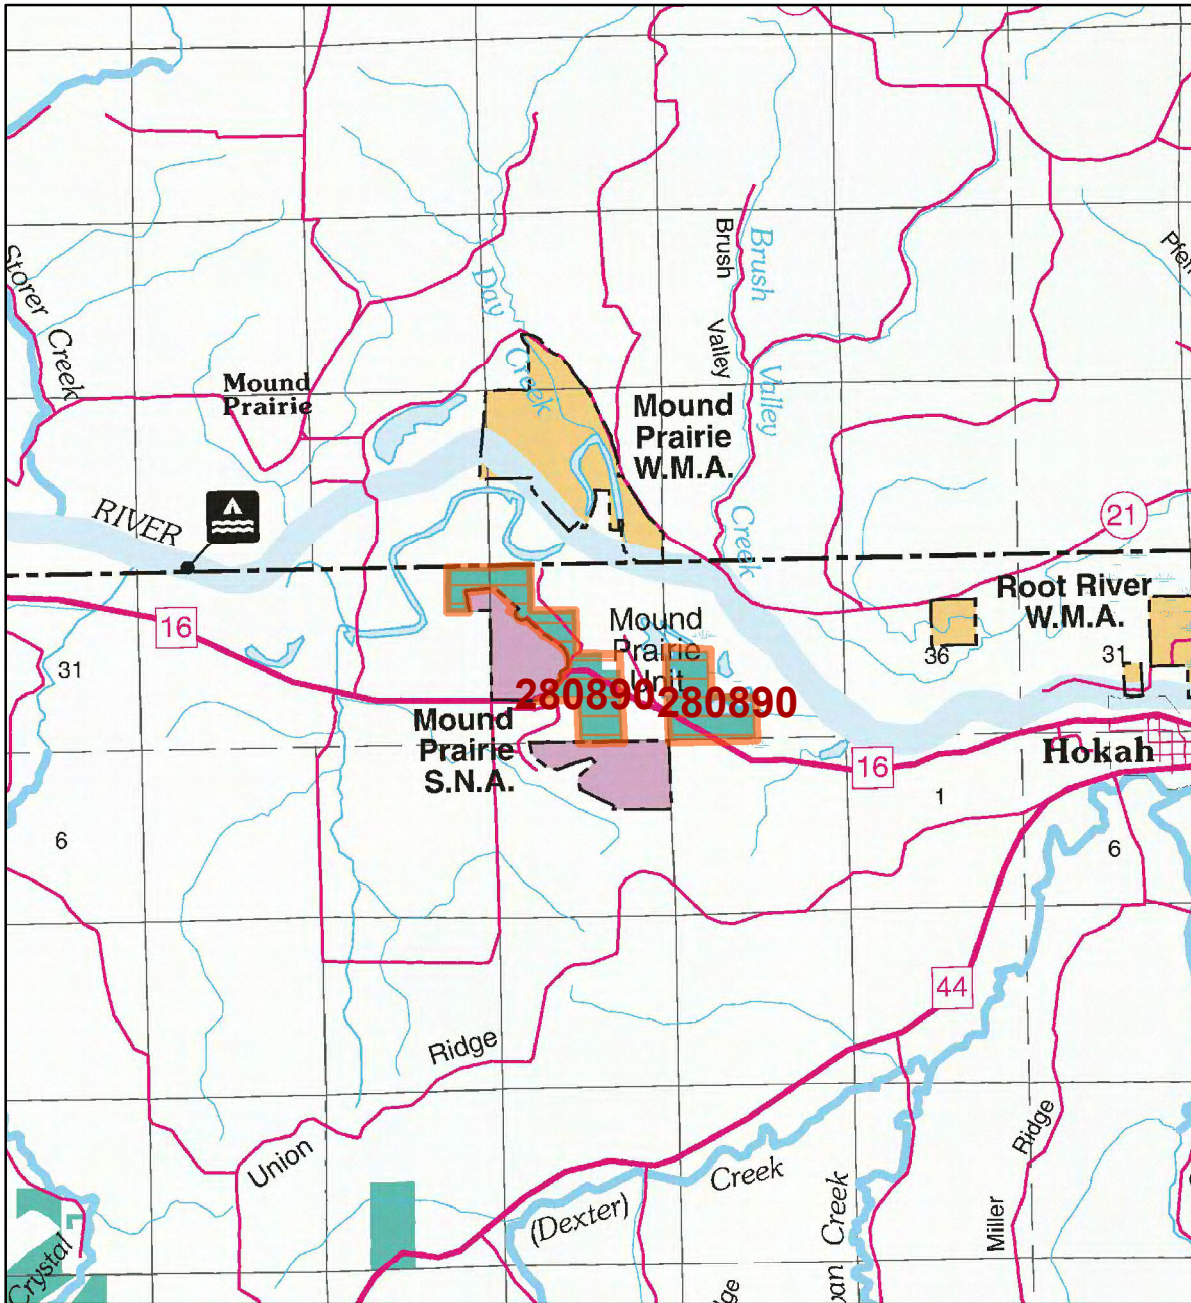 Storer
Creek
Brush
Valley
Brush
Valley
Creek
Day
Creek
Mound
Prairie
Mound
Prairie
W.M.A.
RIVER
21
Root River
W.M.A.
16
31
36
31
Mound
Prairie
Unit
280890
280890
Mound
Prairie
S.N.A.
16
Hokah
1
6
6
44
Ridge
Union
Creek
(Dexter)
Creek
Ridge
Miller
Crystal